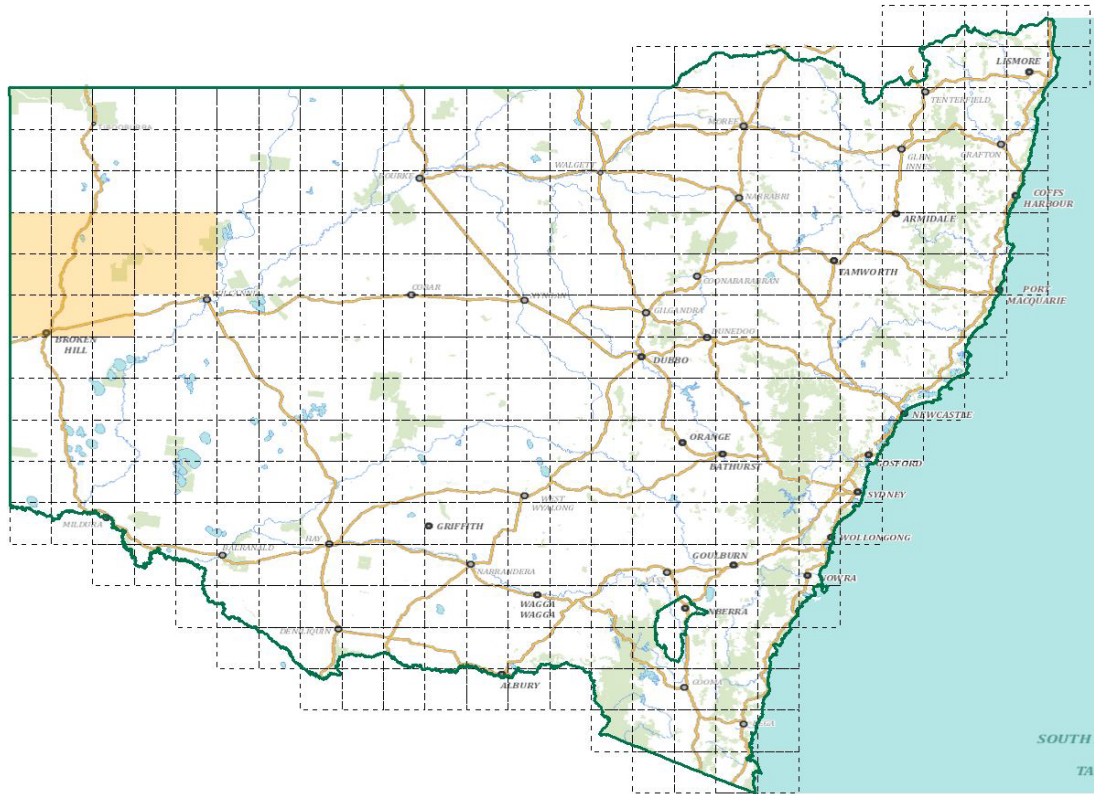 LISMORE
TENTERFIELD
MOREE
GLEN
INNES
GRAFTON
WALGETT
BOURKE
NARRABRI
COFFS
HARBOUR
ARMIDALE
TAMWORTH
COONABARABRAN
PORT
MACQUARIE
COBAR
NYNGAN
GILGANDRA
DUNEDOO
BROKEN
HILL
DUBBO
NEWCASTLE
ORANGE
BATHURST
GOSFORD
SYDNEY
WEST
WYALONG
MILDURA
GRIFFITH
HAY
WOLLONGONG
BALRANALD
GOULBURN
NARRANDERA
YASS
NOWRA
WAGGA
WAGGA
CANBERRA
DENILIQUIN
ALBURY
COOMA
BEGA
SOUTH
TA